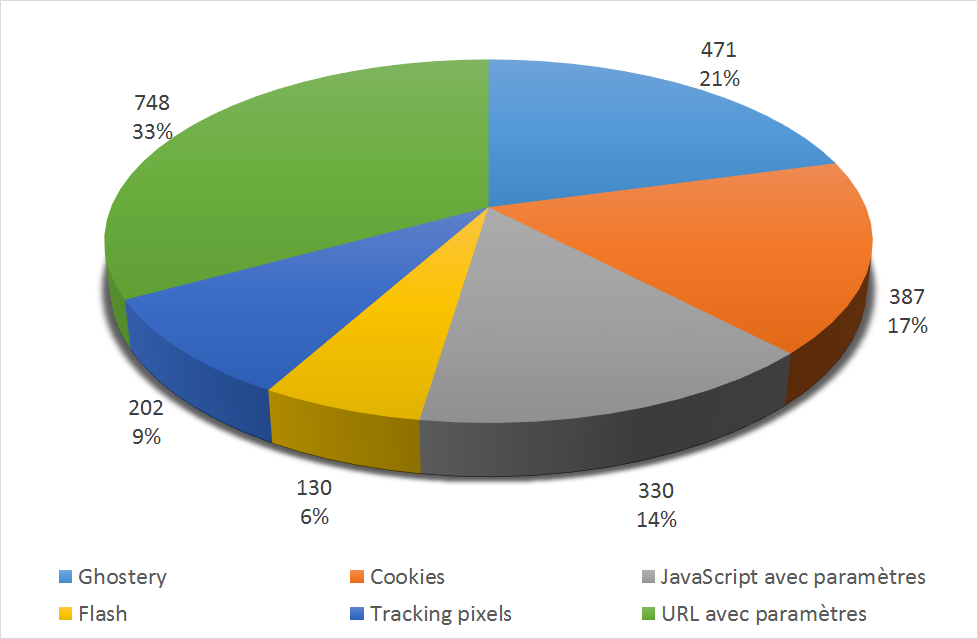 471
21%
748
33%
387
17%
202
9%
130
6%
330
14%
Ghostery
Cookies
JavaScript avec paramètres
Flash
Tracking pixels
URL avec paramètres